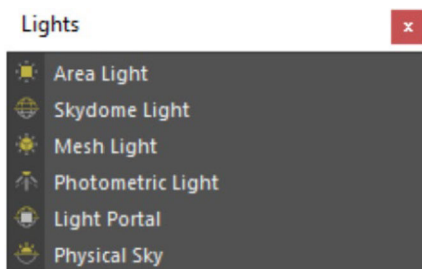 Lights
x
Area Light
Skydome Light
Mesh Light
Photometric Light
Light Portal
Physical Sky